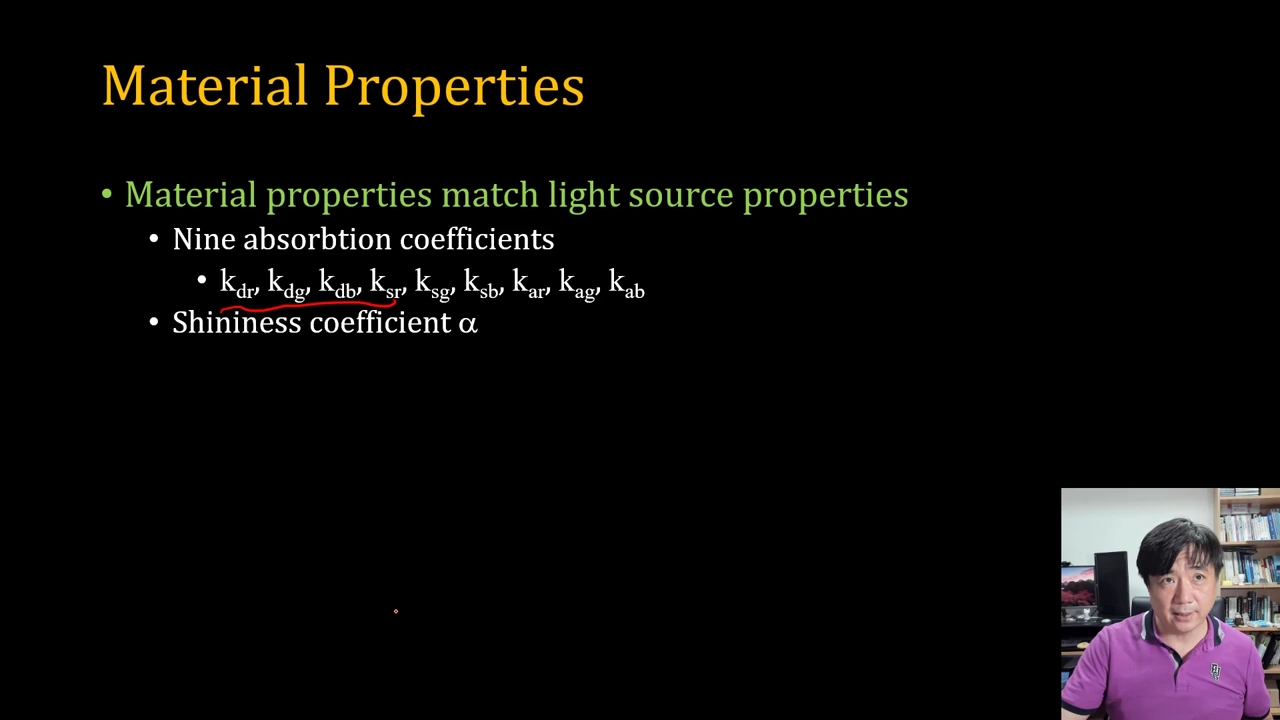 Material Properties
• Material properties match light source properties
• Nine absorbtion coefficients
• kdr, kdg, kdb, ksr, ksg, ksb, kar, kag, kab
• Shininess coefficient α